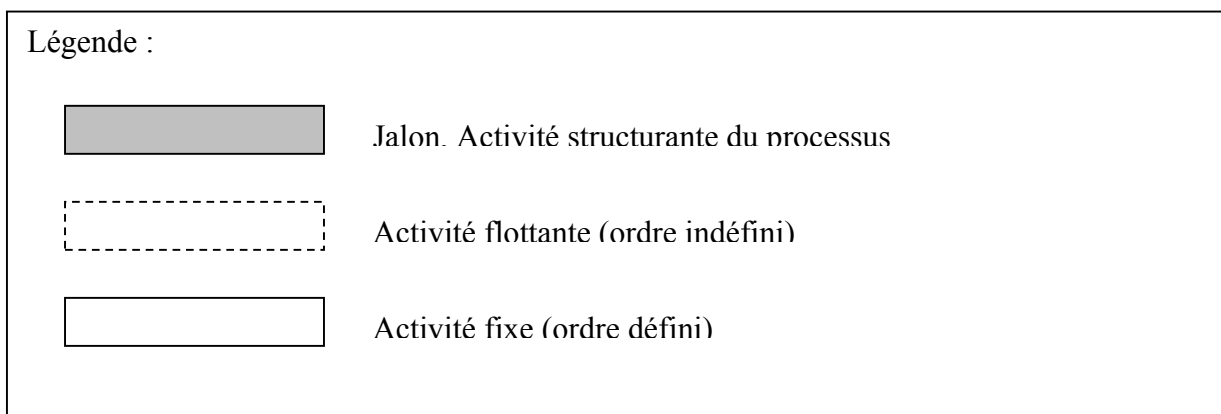 Légende :
Jalon. Activité structurante du processus
Activité flottante (ordre indéfini)
Activité fixe (ordre défini)